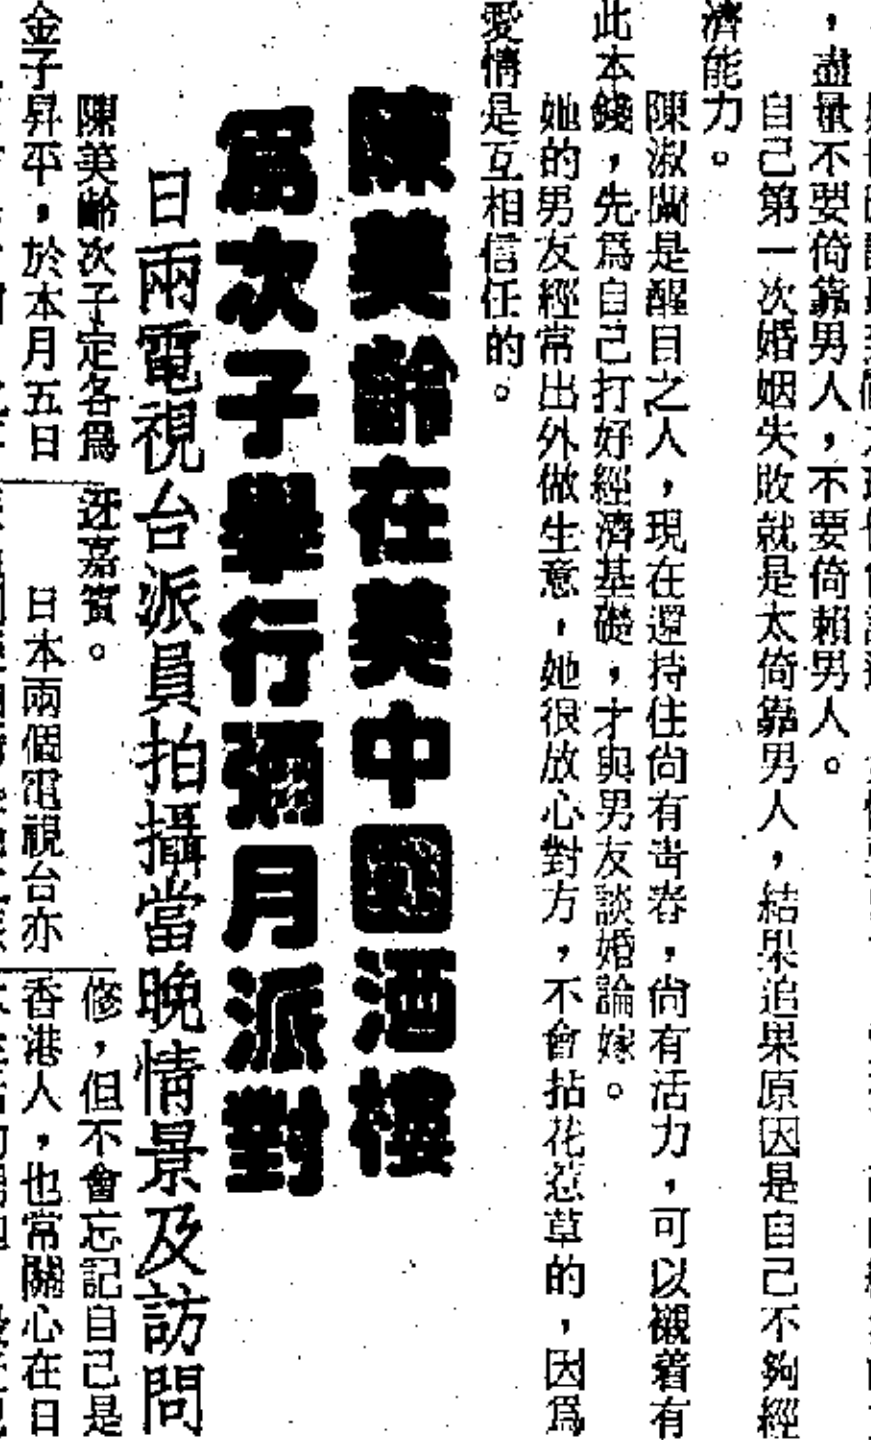 ，盡量不要倚靠男人，不要倚賴男人。
自己第一次婚姻失敗就是太倚靠男人，結果追果原因是自己不夠經
濟能力。
陳淑蘭是醒目之人，現在還持住尚有靑春，尚有活力，可以襯着有
此本錢，先爲自己打好經濟基礎，才與男友談婚論嫁。
她的男友經常出外做生意，她很放心對方，不會拈花惹草的，因爲
愛情是互相信任的。
陳美齡在美中國酒樓
爲次子舉行彌月派對
日兩電視台派員拍攝當晚情景及訪問
陳美齡次子定名爲
金子昇平，於本月五日
迓嘉賓。
日本兩個電視台亦
修，但不會忘記自己是
香港人，也常關心在日